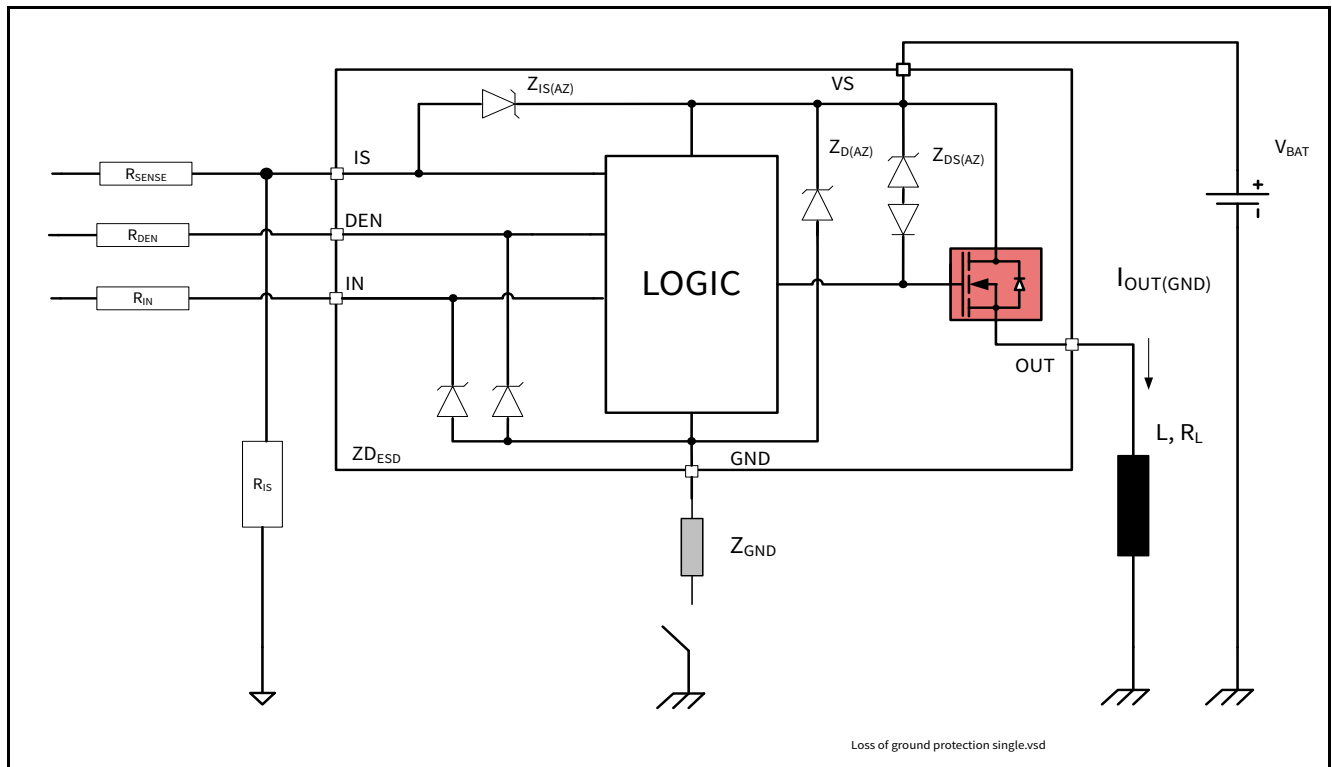 Z_IS(AZ)
VS
IS
R_SENSE
Z_D(AZ)
Z_DS(AZ)
V_BAT
+
-
DEN
R_DEN
IN
R_IN
LOGIC
I_OUT(GND)
OUT
L, R_L
ZD_ESD
GND
R_IS
Z_GND
Loss of ground protection single.vsd